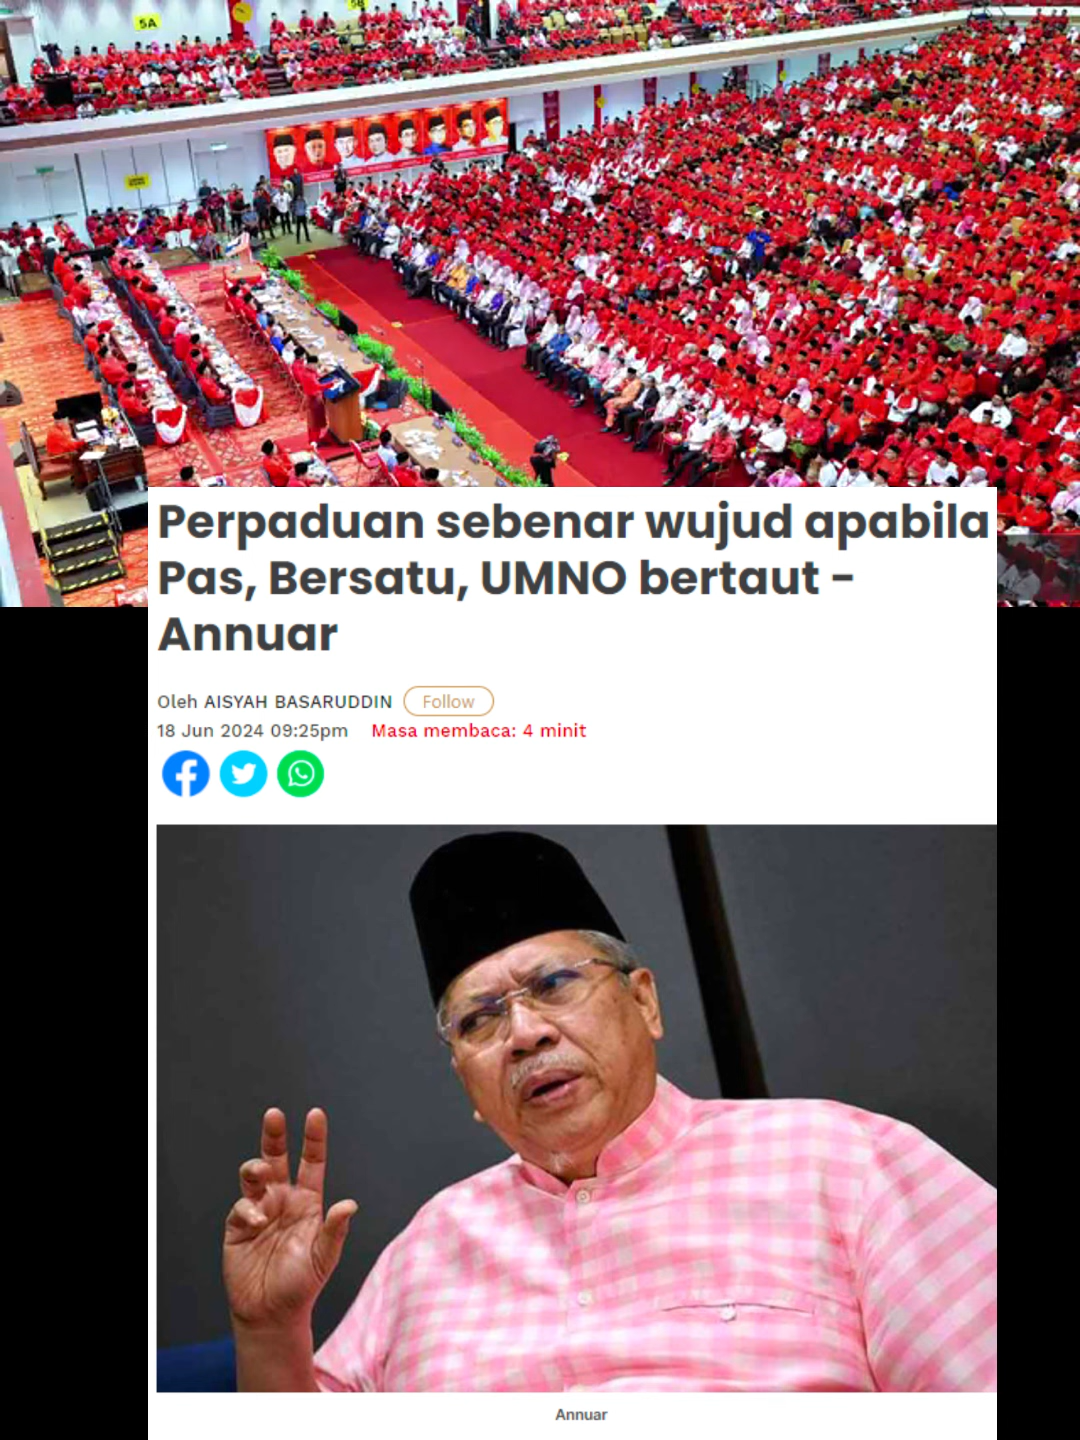 5A
5B
Perpaduan sebenar wujud apabila
Pas, Bersatu, UMNO bertaut -
Annuar
Oleh AISYAH BASARUDDIN
Follow
18 Jun 2024 09:25pm Masa membaca: 4 minit
Annuar